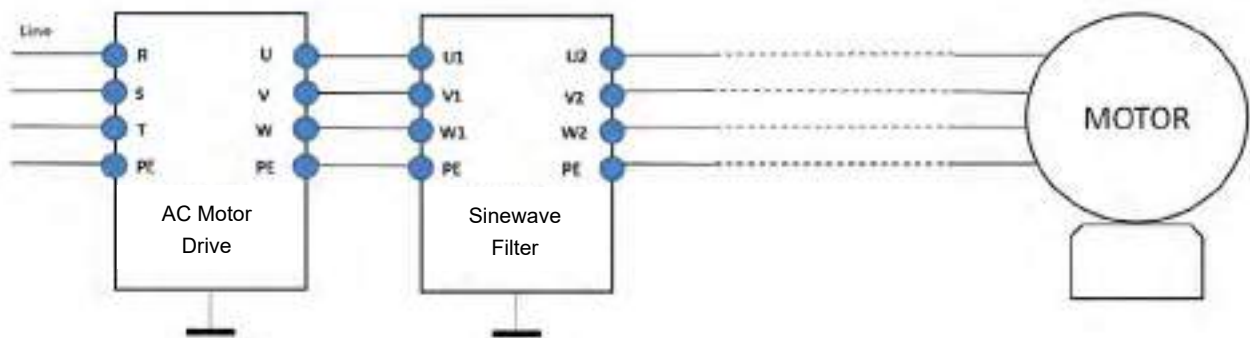 Line
R U U1 U2
S V V1 V2
T W W1 W2
PE PE PE PE
MOTOR
AC Motor
Drive
Sinewave
Filter